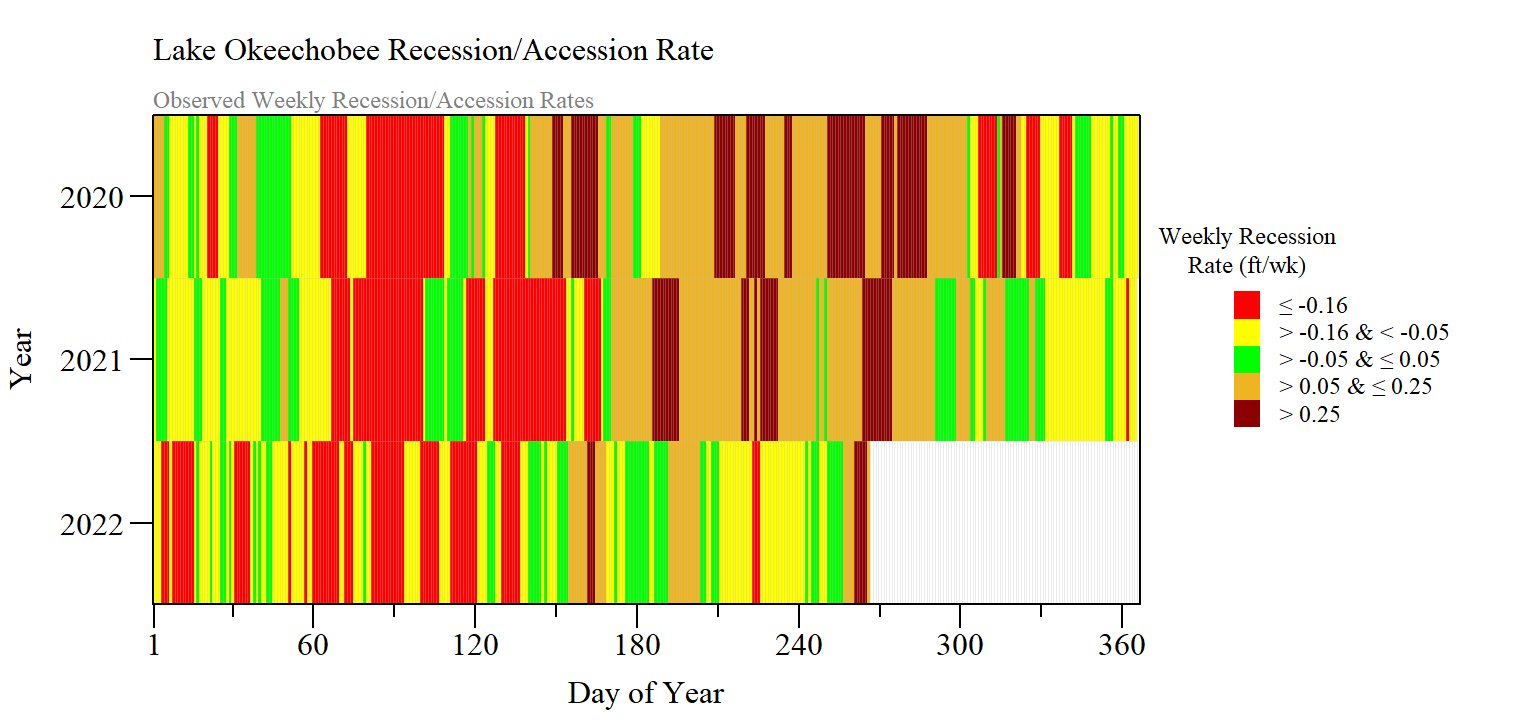 Lake Okeechobee Recession/Accession Rate
Observed Weekly Recession/Accession Rates
Year
2020
2021
2022
1 60 120 180 240 300 360
Day of Year
Weekly Recession
Rate (ft/wk)
≤ -0.16
> -0.16 & < -0.05
> -0.05 & ≤ 0.05
> 0.05 & ≤ 0.25
> 0.25